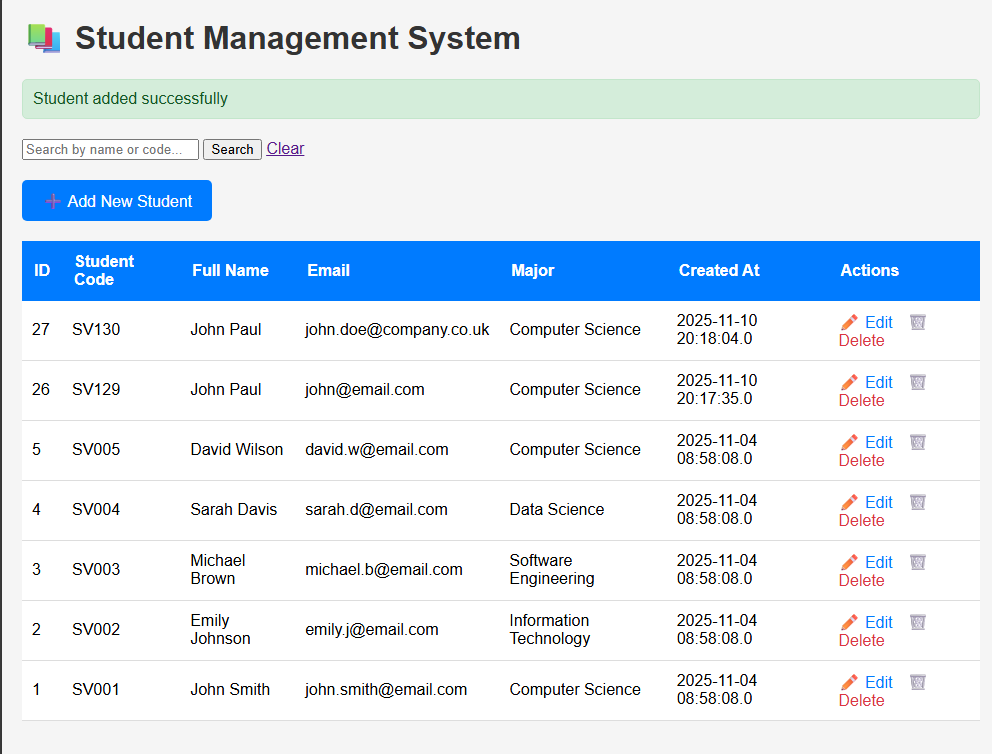 Student Management System
Student added successfully
Search by name or code... Search Clear
Add New Student
ID Student Code Full Name Email Major Created At Actions
27 SV130 John Paul john.doe@company.co.uk Computer Science 2025-11-10 20:18:04.0 Edit Delete
26 SV129 John Paul john@email.com Computer Science 2025-11-10 20:17:35.0 Edit Delete
5 SV005 David Wilson david.w@email.com Computer Science 2025-11-04 08:58:08.0 Edit Delete
4 SV004 Sarah Davis sarah.d@email.com Data Science 2025-11-04 08:58:08.0 Edit Delete
3 SV003 Michael Brown michael.b@email.com Software Engineering 2025-11-04 08:58:08.0 Edit Delete
2 SV002 Emily Johnson emily.j@email.com Information Technology 2025-11-04 08:58:08.0 Edit Delete
1 SV001 John Smith john.smith@email.com Computer Science 2025-11-04 08:58:08.0 Edit Delete